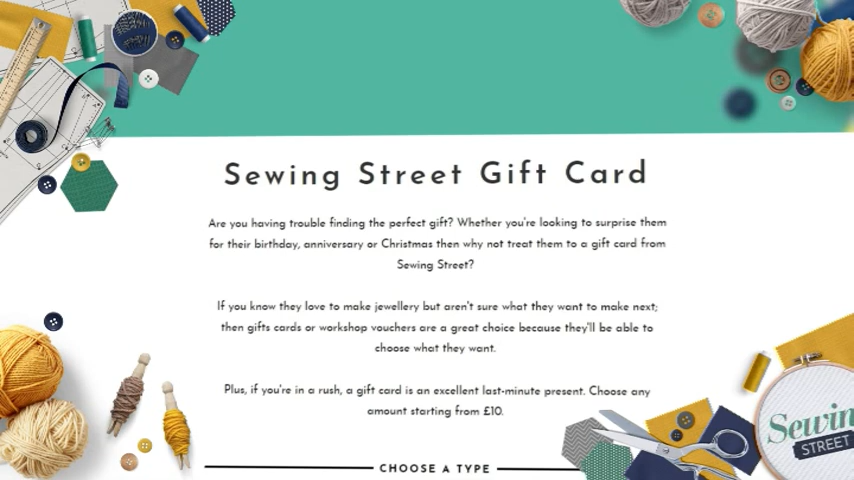 Sewing Street Gift Card
Are you having trouble finding the perfect gift? Whether you're looking to surprise them
for their birthday, anniversary or Christmas then why not treat them to a gift card from
Sewing Street?
If you know they love to make jewellery but aren't sure what they want to make next;
then gifts cards or workshop vouchers are a great choice because they'll be able to
choose what they want.
Plus, if you're in a rush, a gift card is an excellent last-minute present. Choose any
amount starting from £10.
CHOOSE A TYPE
Sewin
STREET